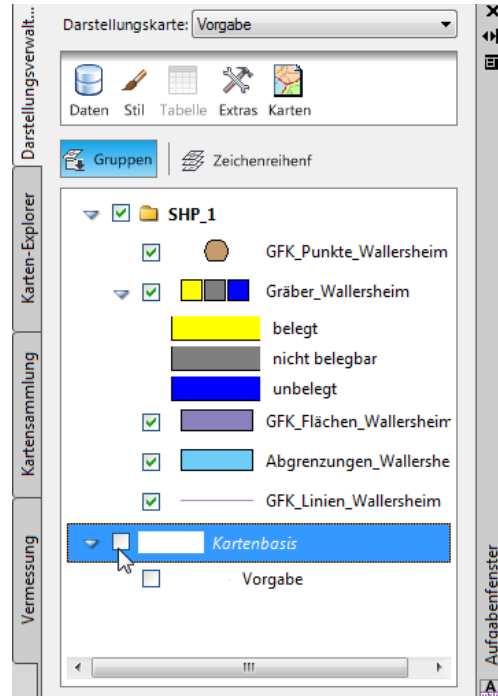 Darstellungskarte: Vorgabe
Daten Stil Tabelle Extras Karten
Gruppen Zeichenreihenf
SHP_1
GFK_Punkte_Wallersheim
Gräber_Wallersheim
belegt
nicht belegbar
unbelegt
GFK_Flächen_Wallersheim
Abgrenzungen_Wallershe
GFK_Linien_Wallersheim
Kartenbasis
Vorgabe
Darstellungsverwalt...
Karten-Explorer
Kartensammlung
Vermessung
Aufgabenfenster